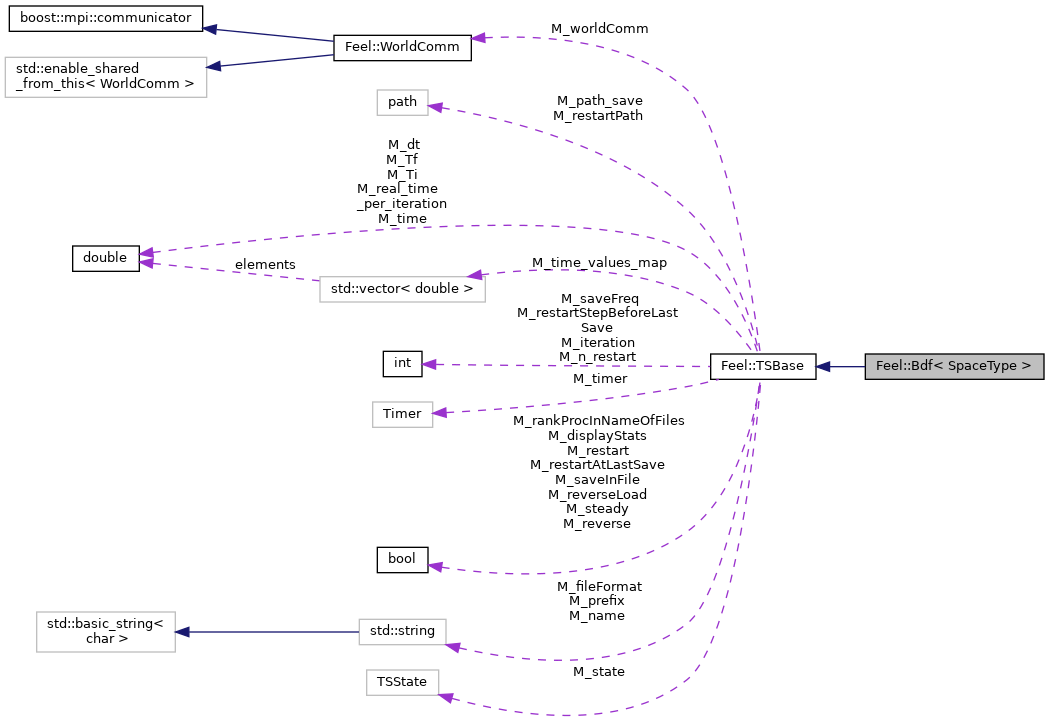 boost::mpi::communicator
M_worldComm
Feel::WorldComm
std::enable_shared
_from_this< WorldComm >
path
M_path_save
M_restartPath
M_dt
M_Tf
M_Ti
M_real_time
_per_iteration
M_time
double
elements
std::vector< double >
M_time_values_map
M_saveFreq
M_restartStepBeforeLast
Save
M_iteration
M_n_restart
int
Feel::TSBase
Feel::Bdf< SpaceType >
M_timer
Timer
M_rankProcInNameOfFiles
M_displayStats
M_restart
M_restartAtLastSave
M_saveInFile
M_reverseLoad
M_steady
M_reverse
bool
M_fileFormat
M_prefix
M_name
std::basic_string<
char >
std::string
M_state
TSState